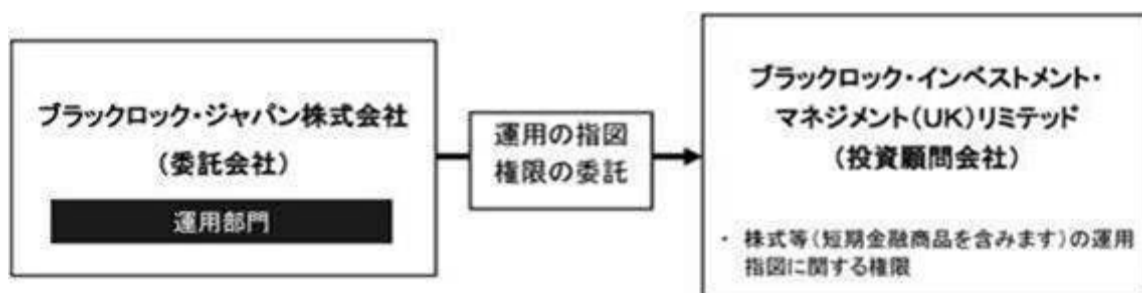 ブラックロック・ジャパン株式会社
(委託会社)
運用部門
運用の指図
権限の委託
ブラックロック・インベストメント・
マネジメント(UK)リミテッド
(投資顧問会社)
・ 株式等(短期金融商品を含みます)の運用
指図に関する権限